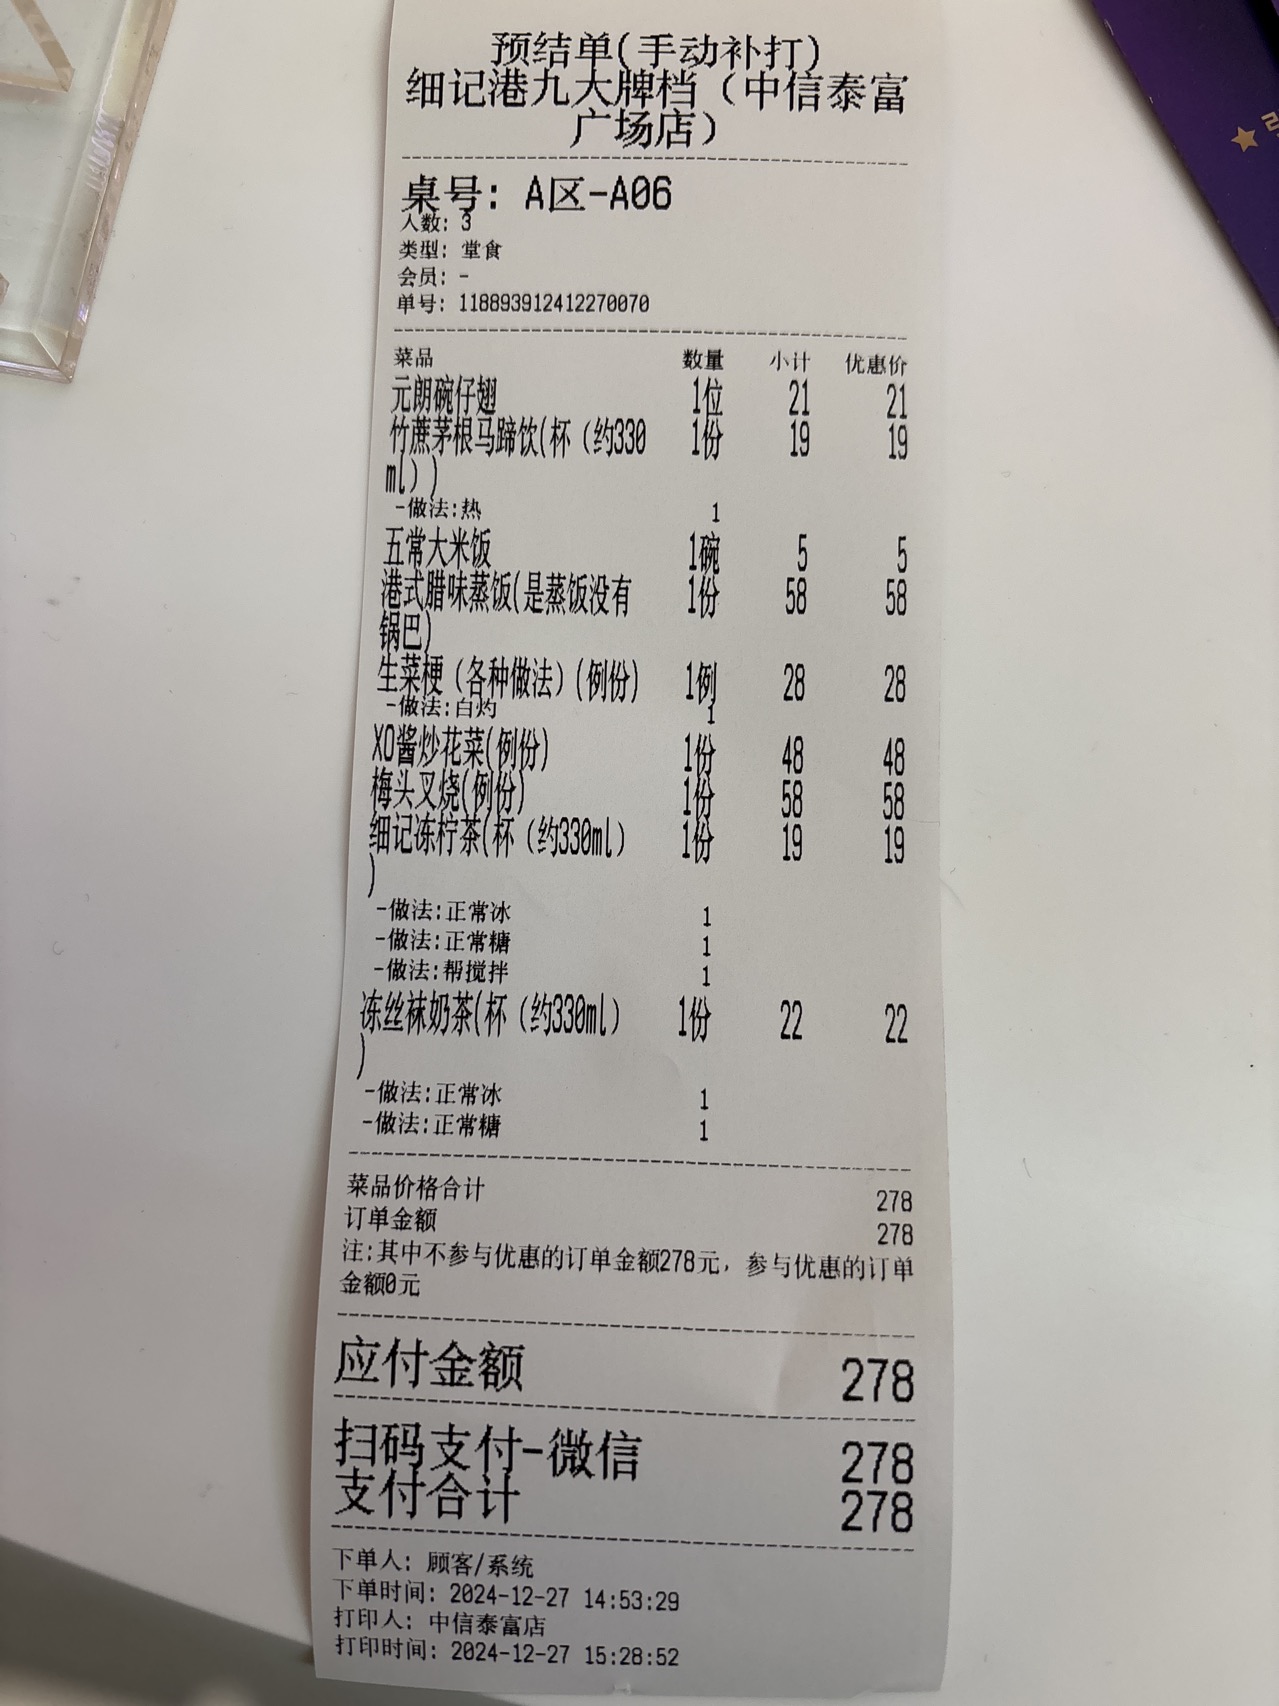 预结单(手动补打)
细记港九大牌档（中信泰富
广场店）
桌号: A区-A06
人数: 3
类型: 堂食
会员: -
单号: 118893912412270070
菜品 数量 小计 优惠价
元朗碗仔翅 1位 21 21
竹蔗茅根马蹄饮(杯（约330 1份 19 19
ml）)
-做法:热 1
五常大米饭 1碗 5 5
港式腊味蒸饭(是蒸饭没有 1份 58 58
锅巴)
生菜梗（各种做法）(例份) 1例 28 28
-做法:白灼 1
XO酱炒花菜(例份) 1份 48 48
梅头叉烧(例份) 1份 58 58
细记冻柠茶(杯（约330ml） 1份 19 19
)
-做法:正常冰 1
-做法:正常糖 1
-做法:帮搅拌 1
冻丝袜奶茶(杯（约330ml） 1份 22 22
)
-做法:正常冰 1
-做法:正常糖 1
菜品价格合计 278
订单金额 278
注:其中不参与优惠的订单金额278元，参与优惠的订单
金额0元
应付金额 278
扫码支付-微信 278
支付合计 278
下单人: 顾客/系统
下单时间: 2024-12-27 14:53:29
打印人: 中信泰富店
打印时间: 2024-12-27 15:28:52